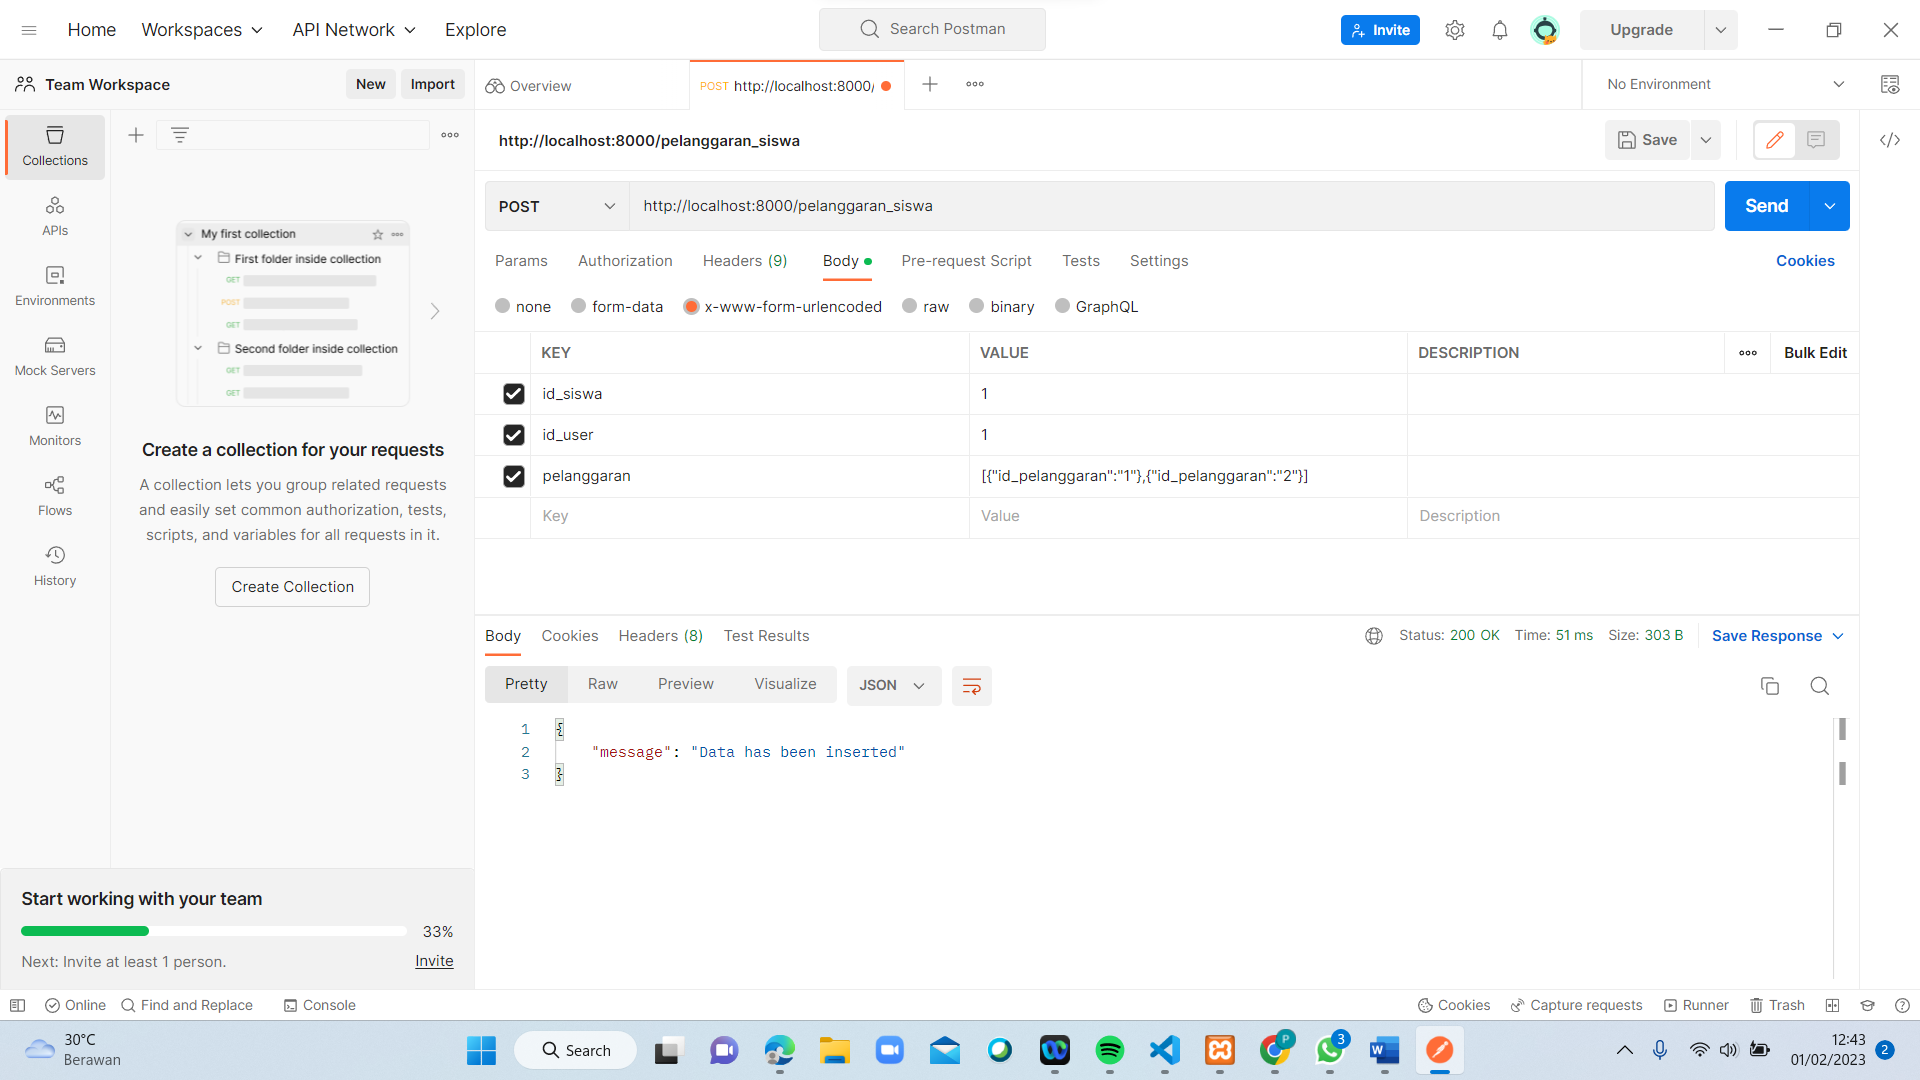 Home Workspaces API Network Explore Search Postman Invite Upgrade
Team Workspace New Import Overview POST http://localhost:8000/ No Environment
Collections
APIs
Environments
Mock Servers
Monitors
Flows
History
My first collection
First folder inside collection
GET
POST
GET
Second folder inside collection
GET
GET
Create a collection for your requests
A collection lets you group related requests
and easily set common authorization, tests,
scripts, and variables for all requests in it.
Create Collection
Start working with your team
33%
Next: Invite at least 1 person. Invite
http://localhost:8000/pelanggaran_siswa Save
POST http://localhost:8000/pelanggaran_siswa Send
Params Authorization Headers (9) Body Pre-request Script Tests Settings Cookies
none form-data x-www-form-urlencoded raw binary GraphQL
KEY VALUE DESCRIPTION Bulk Edit
id_siswa 1
id_user 1
pelanggaran [{"id_pelanggaran":"1"},{"id_pelanggaran":"2"}]
Key Value Description
Body Cookies Headers (8) Test Results Status: 200 OK Time: 51 ms Size: 303 B Save Response
Pretty Raw Preview Visualize JSON
1 {
2 "message": "Data has been inserted"
3 }
Online Find and Replace Console Cookies Capture requests Runner Trash
30°C
Berawan
Search
P
3
12:43
01/02/2023
2